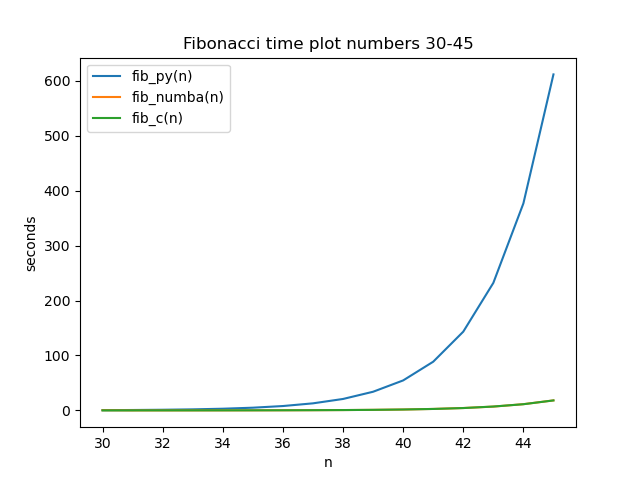 Fibonacci time plot numbers 30-45
fib_py(n)
fib_numba(n)
fib_c(n)
600
500
400
300
200
100
0
seconds
30 32 34 36 38 40 42 44
n